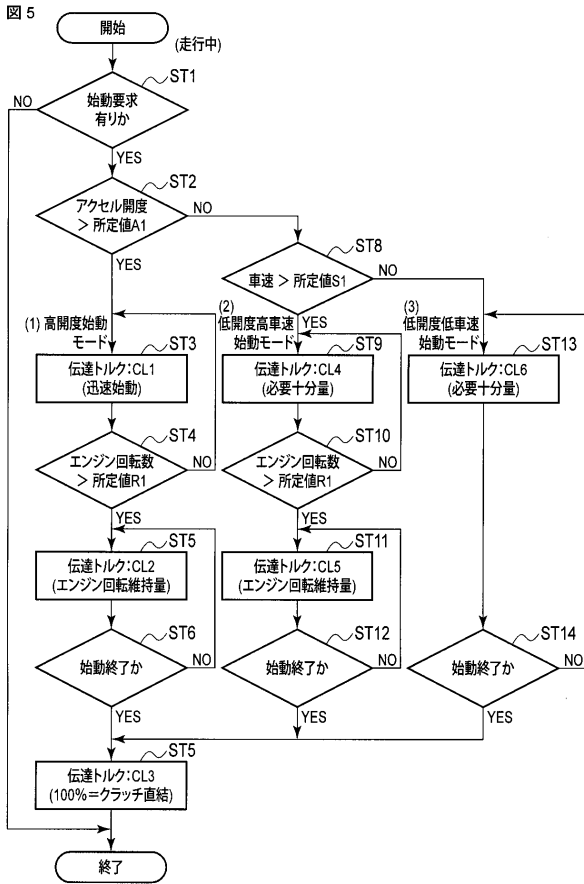 図 5
開始
(走行中)
ST1
始動要求
有りか
NO
YES
ST2
アクセル開度
> 所定値A1
NO
YES
ST8
車速 > 所定値S1
NO
YES
(1) 高開度始動
モード
ST3
伝達トルク:CL1
(迅速始動)
ST4
エンジン回転数
> 所定値R1
NO
YES
ST5
伝達トルク:CL2
(エンジン回転維持量)
ST6
始動終了か
NO
YES
(2)
低開度高車速
始動モード
ST9
伝達トルク:CL4
(必要十分量)
ST10
エンジン回転数
> 所定値R1
NO
YES
ST11
伝達トルク:CL5
(エンジン回転維持量)
ST12
始動終了か
NO
YES
(3)
低開度低車速
始動モード
ST13
伝達トルク:CL6
(必要十分量)
ST14
始動終了か
NO
YES
ST5
伝達トルク:CL3
(100%=クラッチ直結)
終了